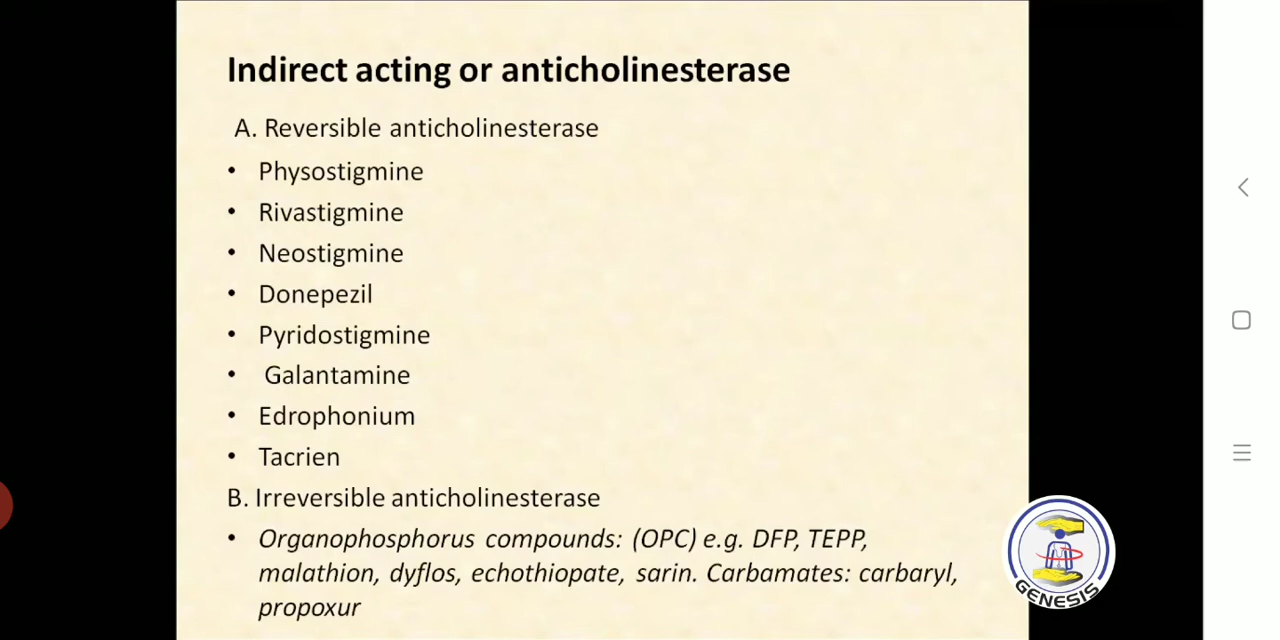 Indirect acting or anticholinesterase
A. Reversible anticholinesterase
• Physostigmine
• Rivastigmine
• Neostigmine
• Donepezil
• Pyridostigmine
• Galantamine
• Edrophonium
• Tacrien
B. Irreversible anticholinesterase
• Organophosphorus compounds: (OPC) e.g. DFP, TEPP,
malathion, dyflos, echothiopate, sarin. Carbamates: carbaryl,
propoxur
GENESIS